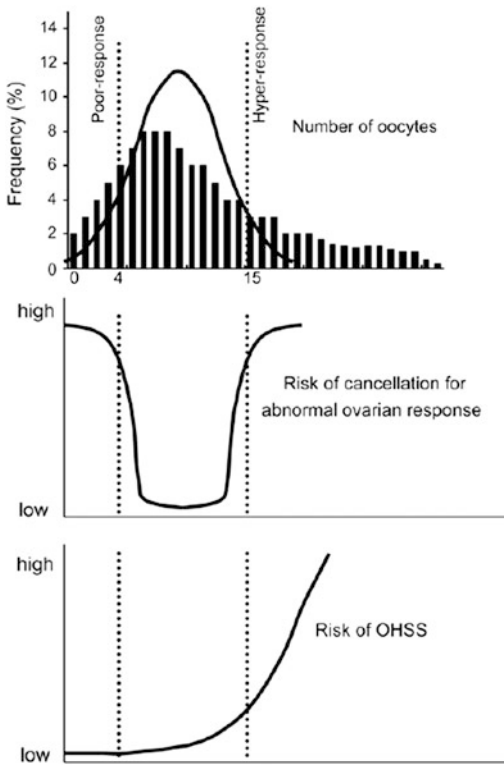 14
12
10
8
6
4
2
0
Frequency (%)
Poor-response
Hyper-response
Number of oocytes
0 4 15
high
Risk of cancellation for
abnormal ovarian response
low
high
Risk of OHSS
low